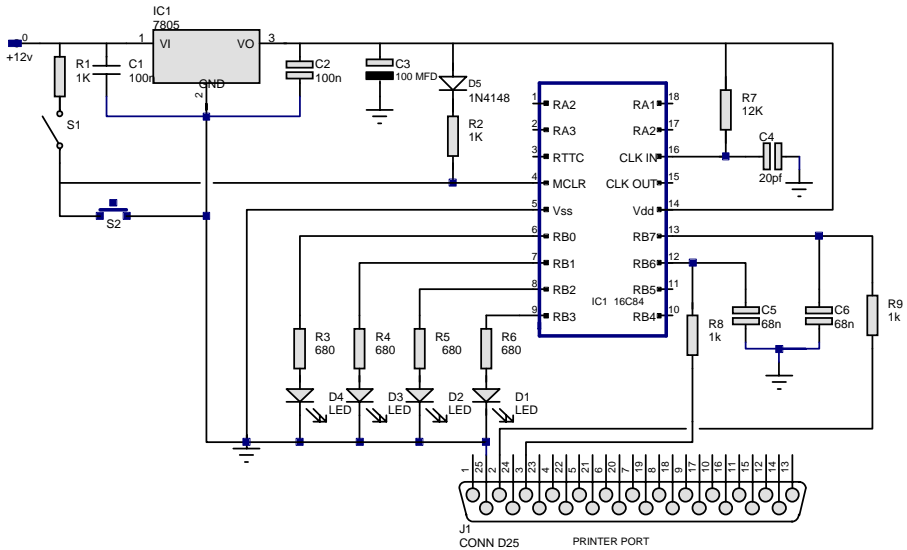 IC1
7805
0
+12v
1
VI
VO
3
GND
2
R1
1K
C1
100n
C2
100n
C3
100 MFD
D5
1N4148
R2
1K
S1
S2
R7
12K
C4
20pf
1
RA2
RA1
18
2
RA3
RA2
17
3
RTTC
CLK IN
16
4
MCLR
CLK OUT
15
5
Vss
Vdd
14
6
RB0
RB7
13
7
RB1
RB6
12
8
RB2
RB5
11
9
RB3
RB4
10
IC1 16C84
R3
680
R4
680
R5
680
R6
680
D4
LED
D3
LED
D2
LED
D1
LED
R8
1k
C5
68n
C6
68n
R9
1k
1
25
2
24
3
23
4
22
5
21
6
20
7
19
8
18
9
17
10
16
11
15
12
14
13
J1
CONN D25
PRINTER PORT